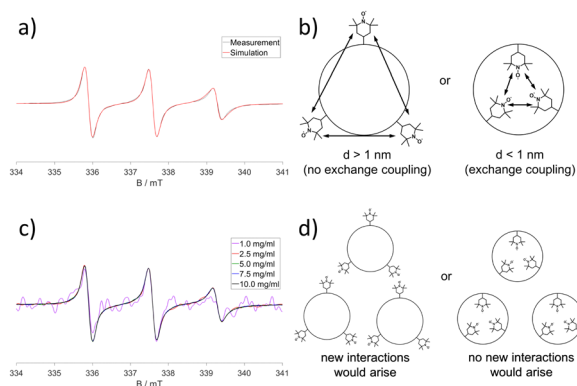 a)
Measurement
Simulation
334 335 336 337 338 339 340 341
B / mT
b)
or
d > 1 nm
(no exchange coupling)
d < 1 nm
(exchange coupling)
c)
1.0 mg/ml
2.5 mg/ml
5.0 mg/ml
7.5 mg/ml
10.0 mg/ml
334 335 336 337 338 339 340 341
B / mT
d)
or
new interactions
would arise
no new interactions
would arise